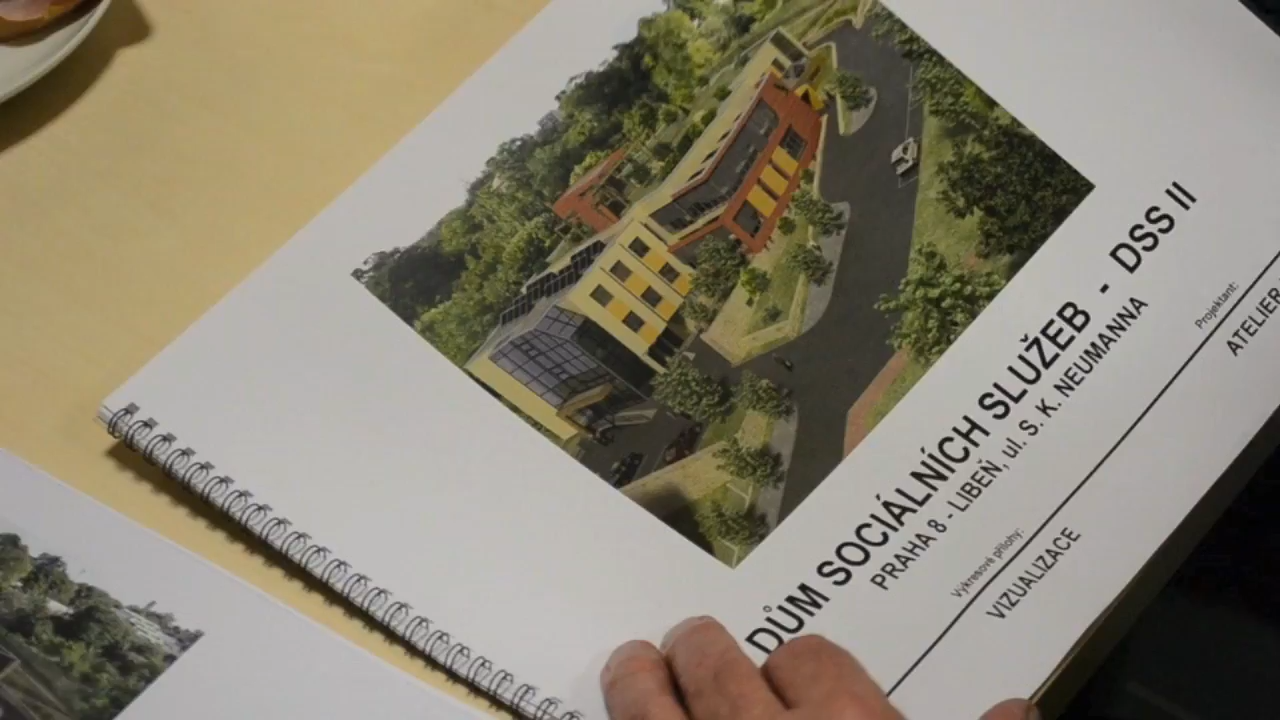 DŮM SOCIÁLNÍCH SLUŽEB - DSS II
PRAHA 8 - LIBEŇ, ul. S. K. NEUMANNA
Výkresové přílohy:
VIZUALIZACE
Projektant:
ATELIER